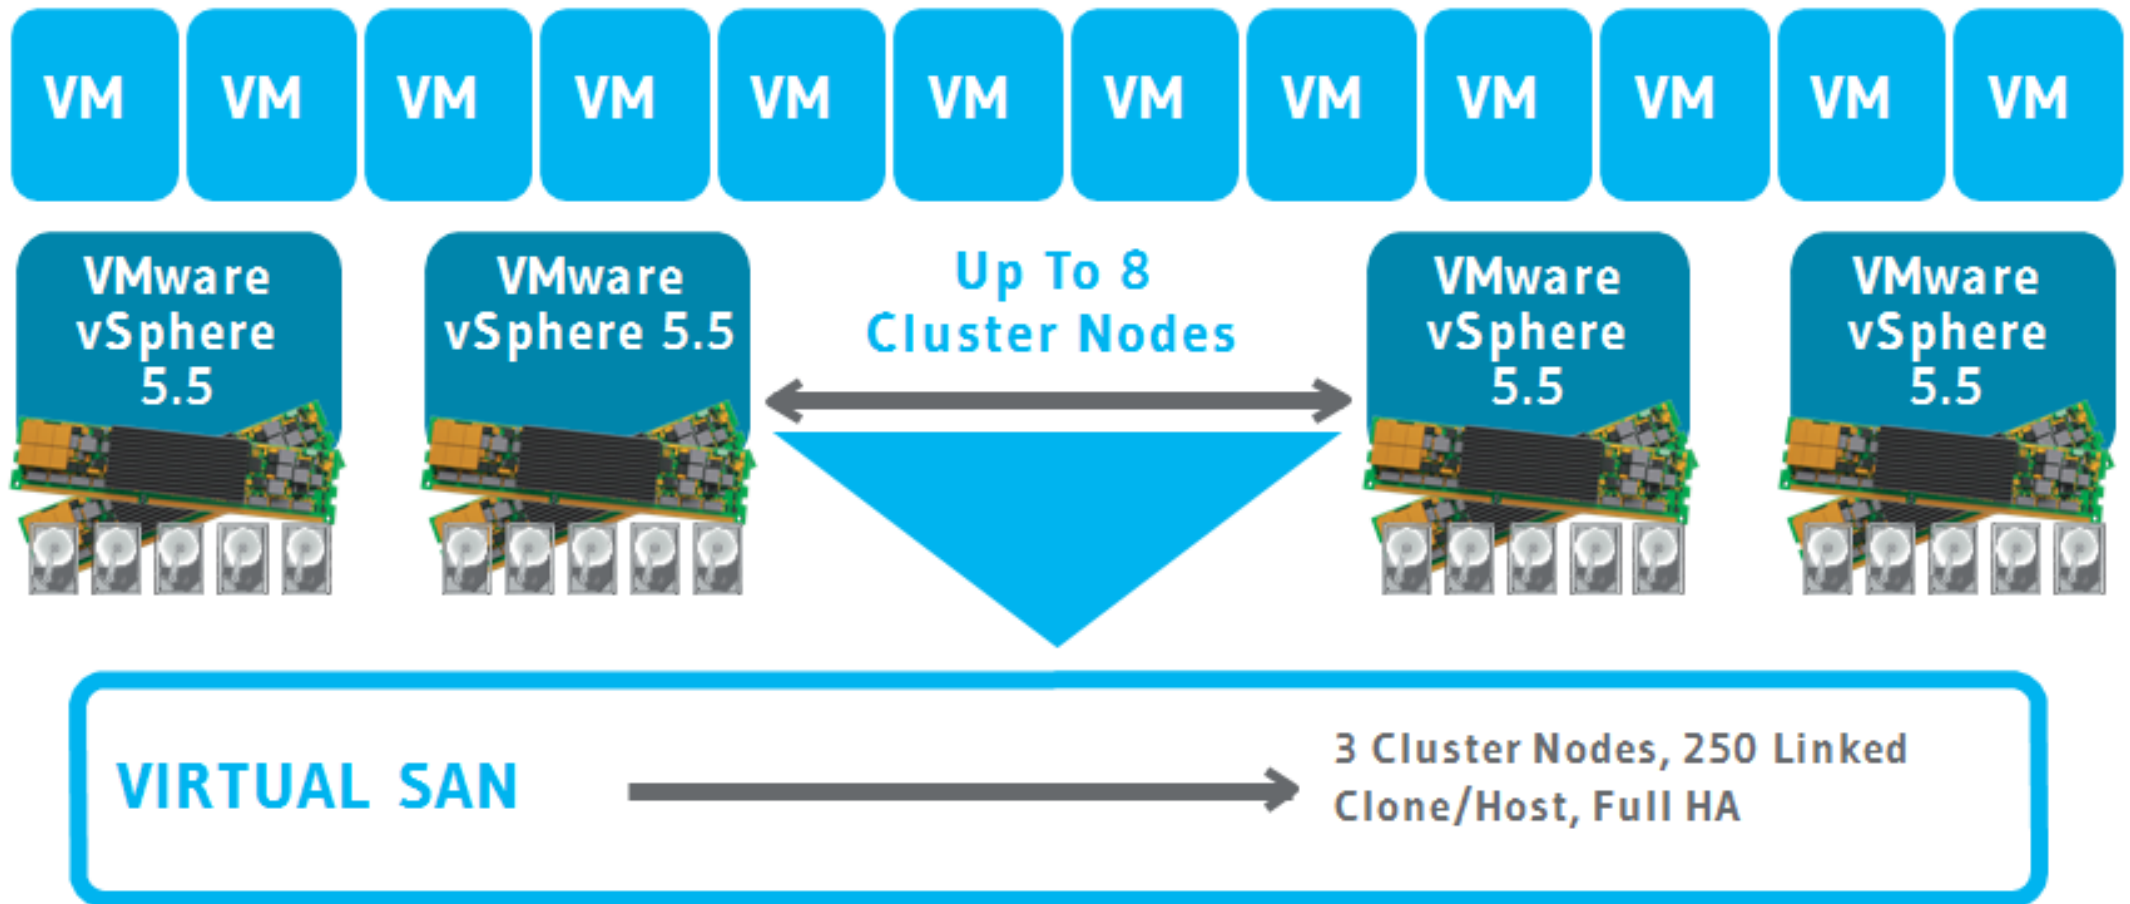 VM VM VM VM VM VM VM VM VM VM VM VM
VMware
vSphere
5.5
VMware
vSphere 5.5
Up To 8
Cluster Nodes
VMware
vSphere
5.5
VMware
vSphere
5.5
VIRTUAL SAN
3 Cluster Nodes, 250 Linked
Clone/Host, Full HA